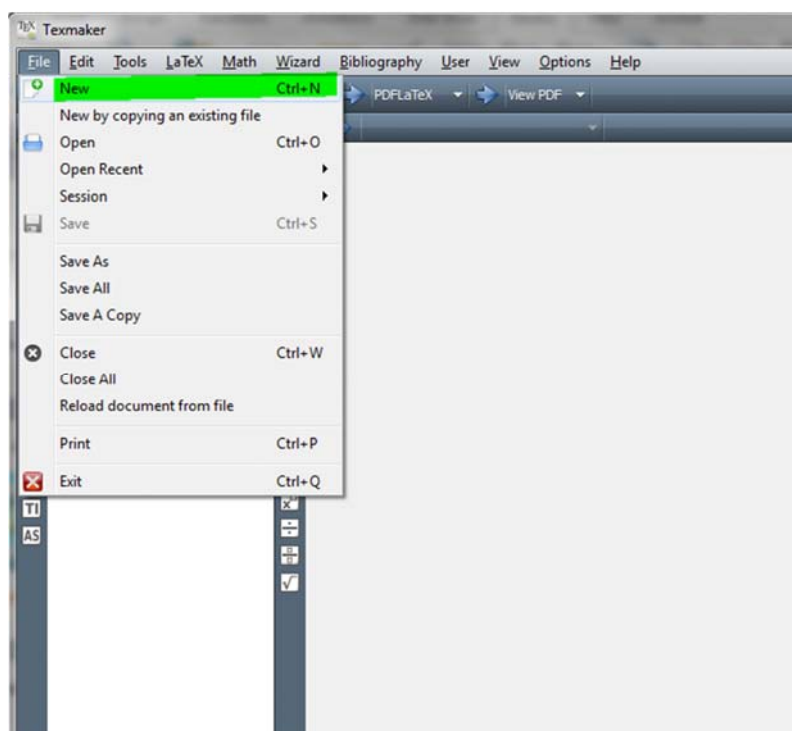 TEX Texmaker
File Edit Tools LaTeX Math Wizard Bibliography User View Options Help
New Ctrl+N
PDFLaTeX View PDF
New by copying an existing file
Open Ctrl+O
Open Recent
Session
Save Ctrl+S
Save As
Save All
Save A Copy
Close Ctrl+W
Close All
Reload document from file
Print Ctrl+P
Exit Ctrl+Q
TI
AS